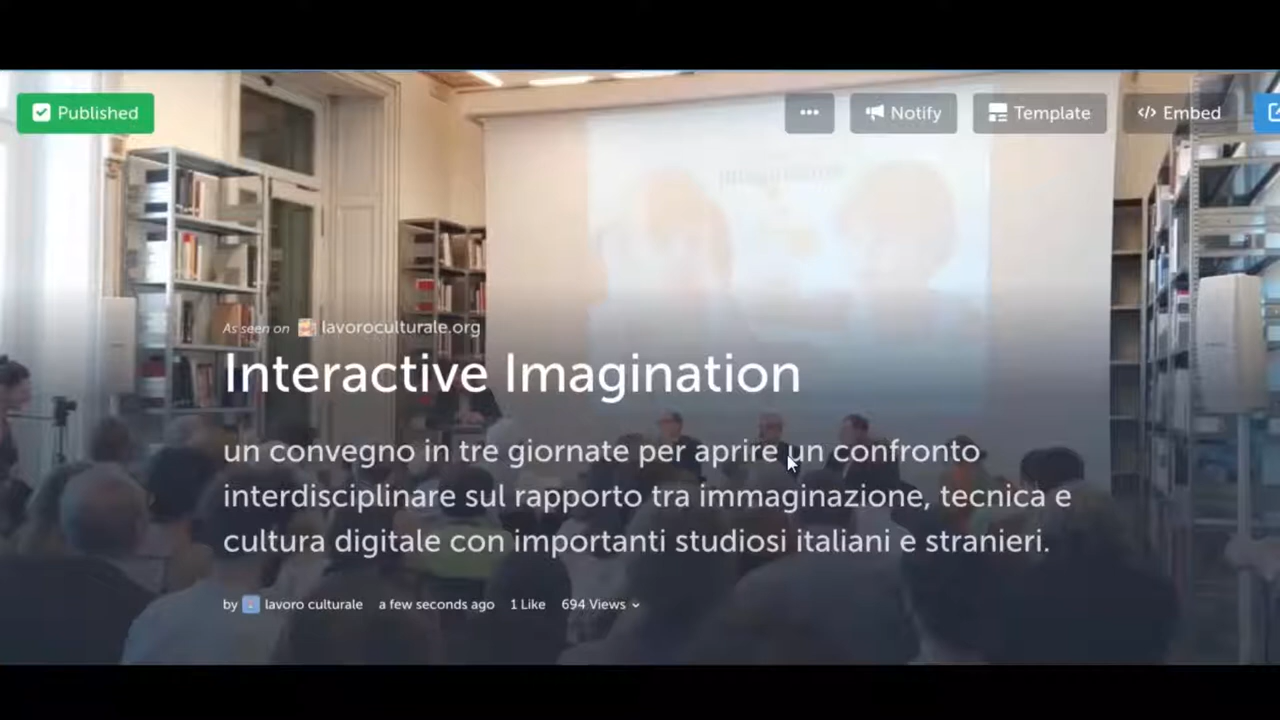 Published
Notify
Template
</> Embed
As seen on lavoroculturale.org
Interactive Imagination
un convegno in tre giornate per aprire un confronto
interdisciplinare sul rapporto tra immaginazione, tecnica e
cultura digitale con importanti studiosi italiani e stranieri.
by lavoro culturale a few seconds ago 1 Like 694 Views